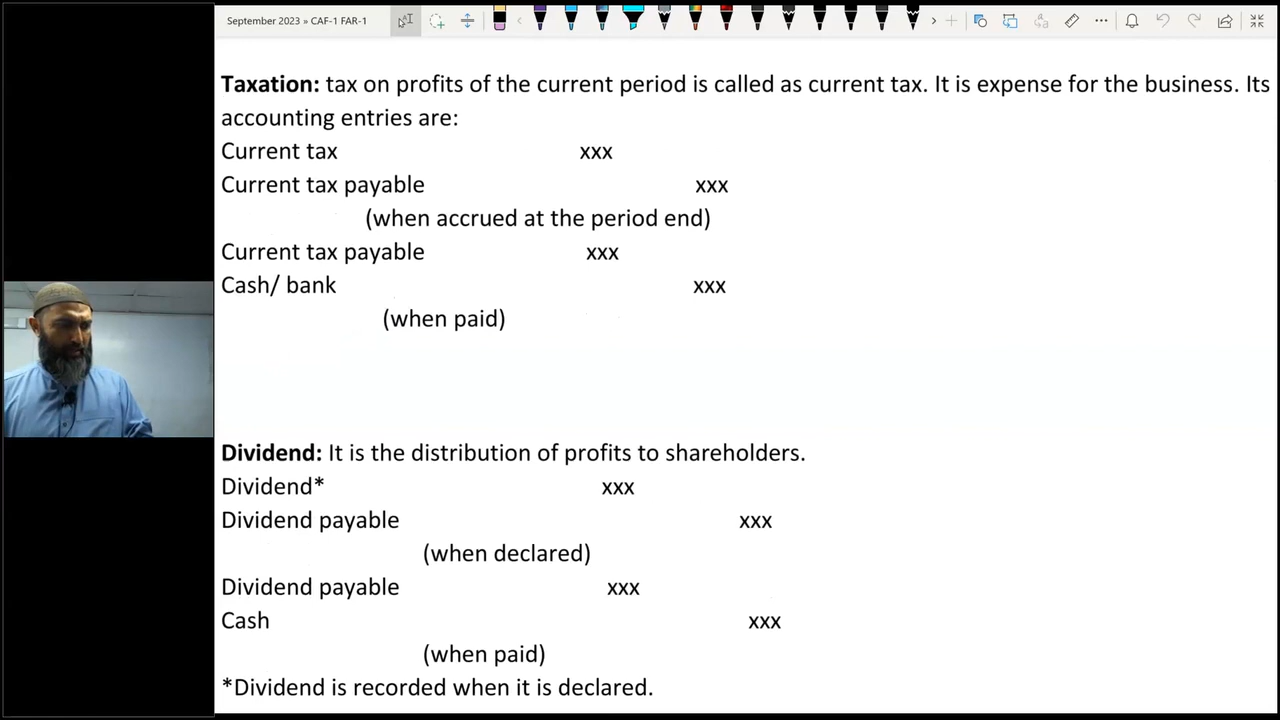 September 2023 » CAF-1 FAR-1
Taxation: tax on profits of the current period is called as current tax. It is expense for the business. Its
accounting entries are:
Current tax xxx
Current tax payable xxx
(when accrued at the period end)
Current tax payable xxx
Cash/ bank xxx
(when paid)
Dividend: It is the distribution of profits to shareholders.
Dividend* xxx
Dividend payable xxx
(when declared)
Dividend payable xxx
Cash xxx
(when paid)
*Dividend is recorded when it is declared.